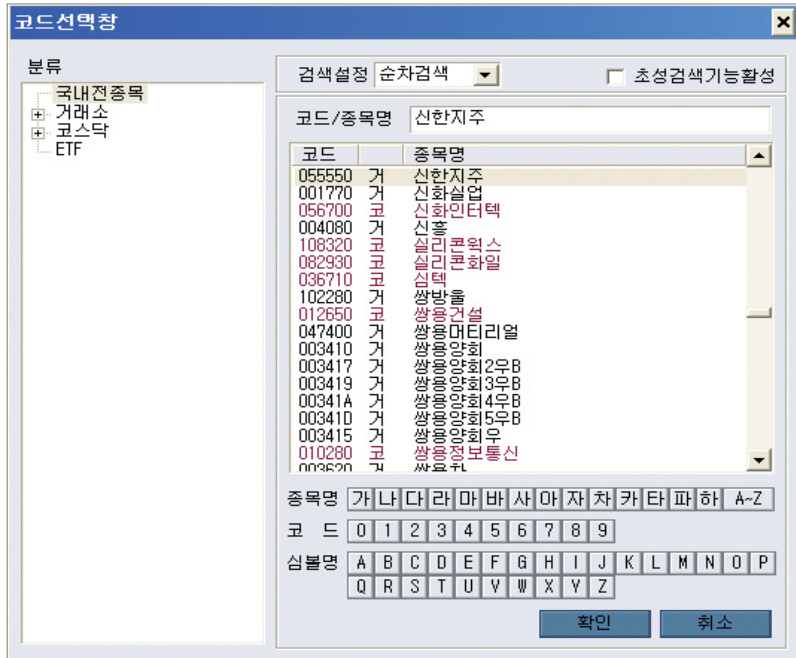 코드선택창
분류
국내전종목
거래소
코스닥
ETF
검색설정 순차검색 초성검색기능활성
코드/종목명 신한지주
코드 종목명
055550 거 신한지주
001770 거 신화실업
056700 코 신화인터텍
004080 거 신흥
108320 코 실리콘웍스
082930 코 실리콘화일
036710 코 심텍
102280 거 쌍방울
012650 코 쌍용건설
047400 거 쌍용머티리얼
003410 거 쌍용양회
003417 거 쌍용양회2우B
003419 거 쌍용양회3우B
00341A 거 쌍용양회4우B
00341D 거 쌍용양회5우B
003415 거 쌍용양회우
010280 코 쌍용정보통신
003620 거 쌍용차
종목명 가 나 다 라 마 바 사 아 자 차 카 타 파 하 A~Z
코 드 0 1 2 3 4 5 6 7 8 9
심볼명 A B C D E F G H I J K L M N O P
Q R S T U V W X Y Z
확인 취소